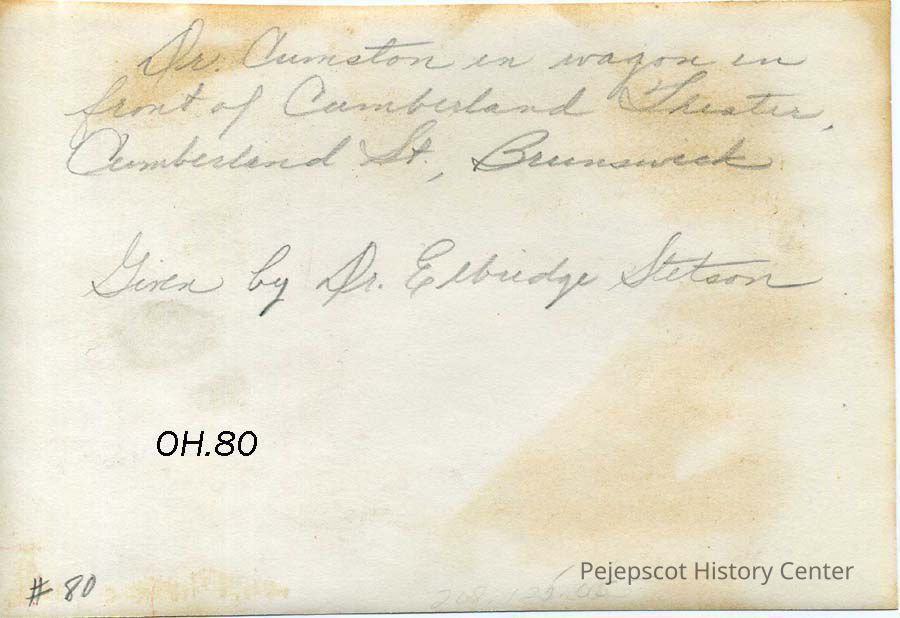 Dr. Cumston in wagon in
front of Cumberland Theater,
Cumberland St., Brunswick
Given by Dr. Elbridge Stetson
OH.80
# 80
Pejepscot History Center